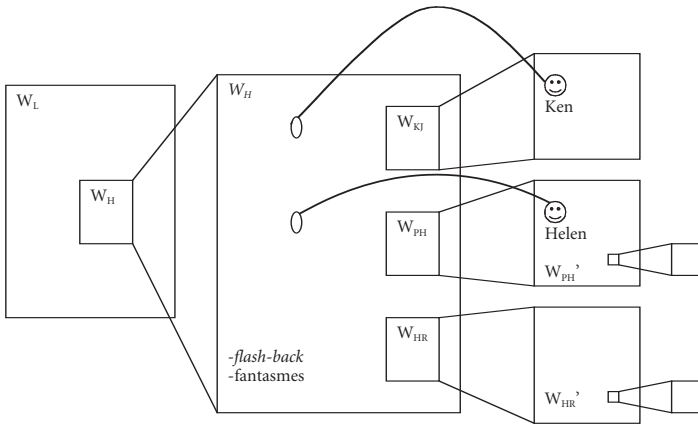 W_L
W_H
W_H
-flash-back
-fantasmes
W_KJ
Ken
W_PH
Helen
W_PH’
W_HR
W_HR’